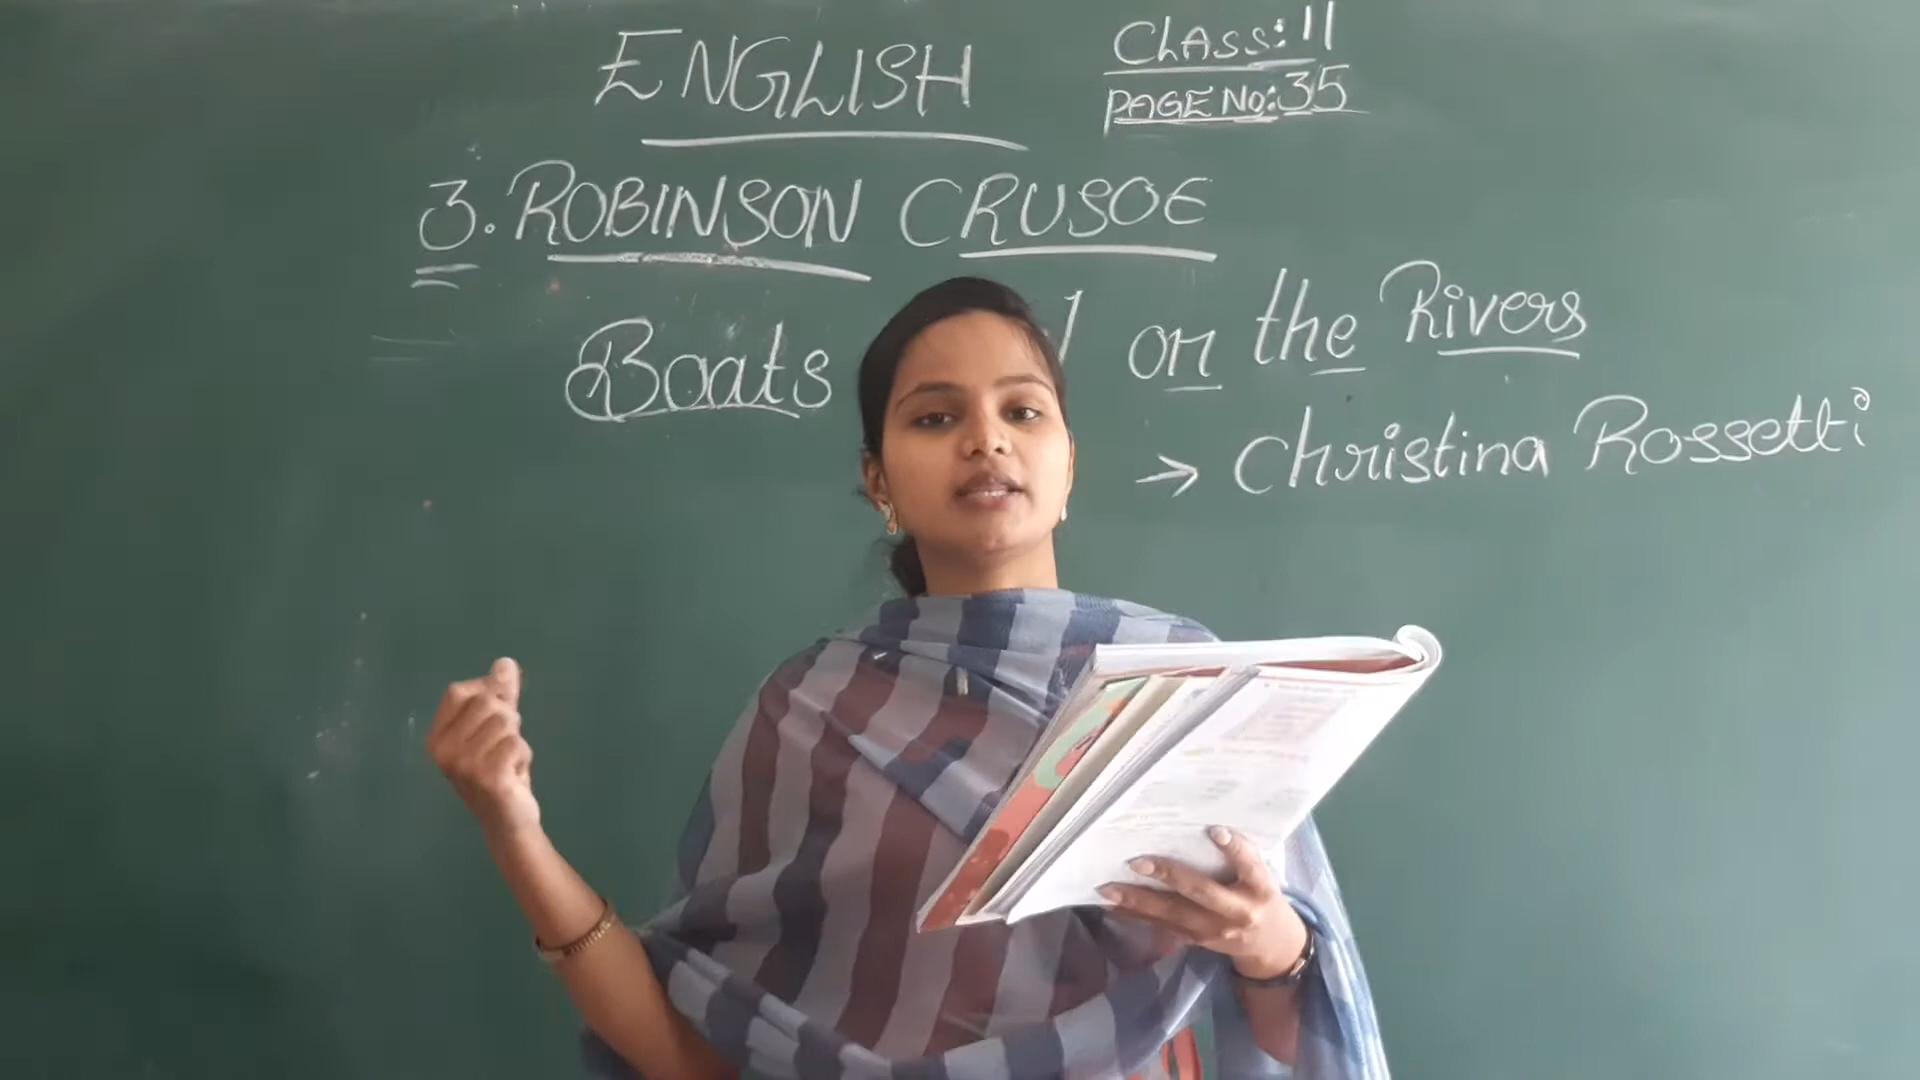 ENGLISH
CLASS: 11
PAGE NO: 35
3. ROBINSON CRUSOE
Boats on the Rivers
→ Christina Rossetti